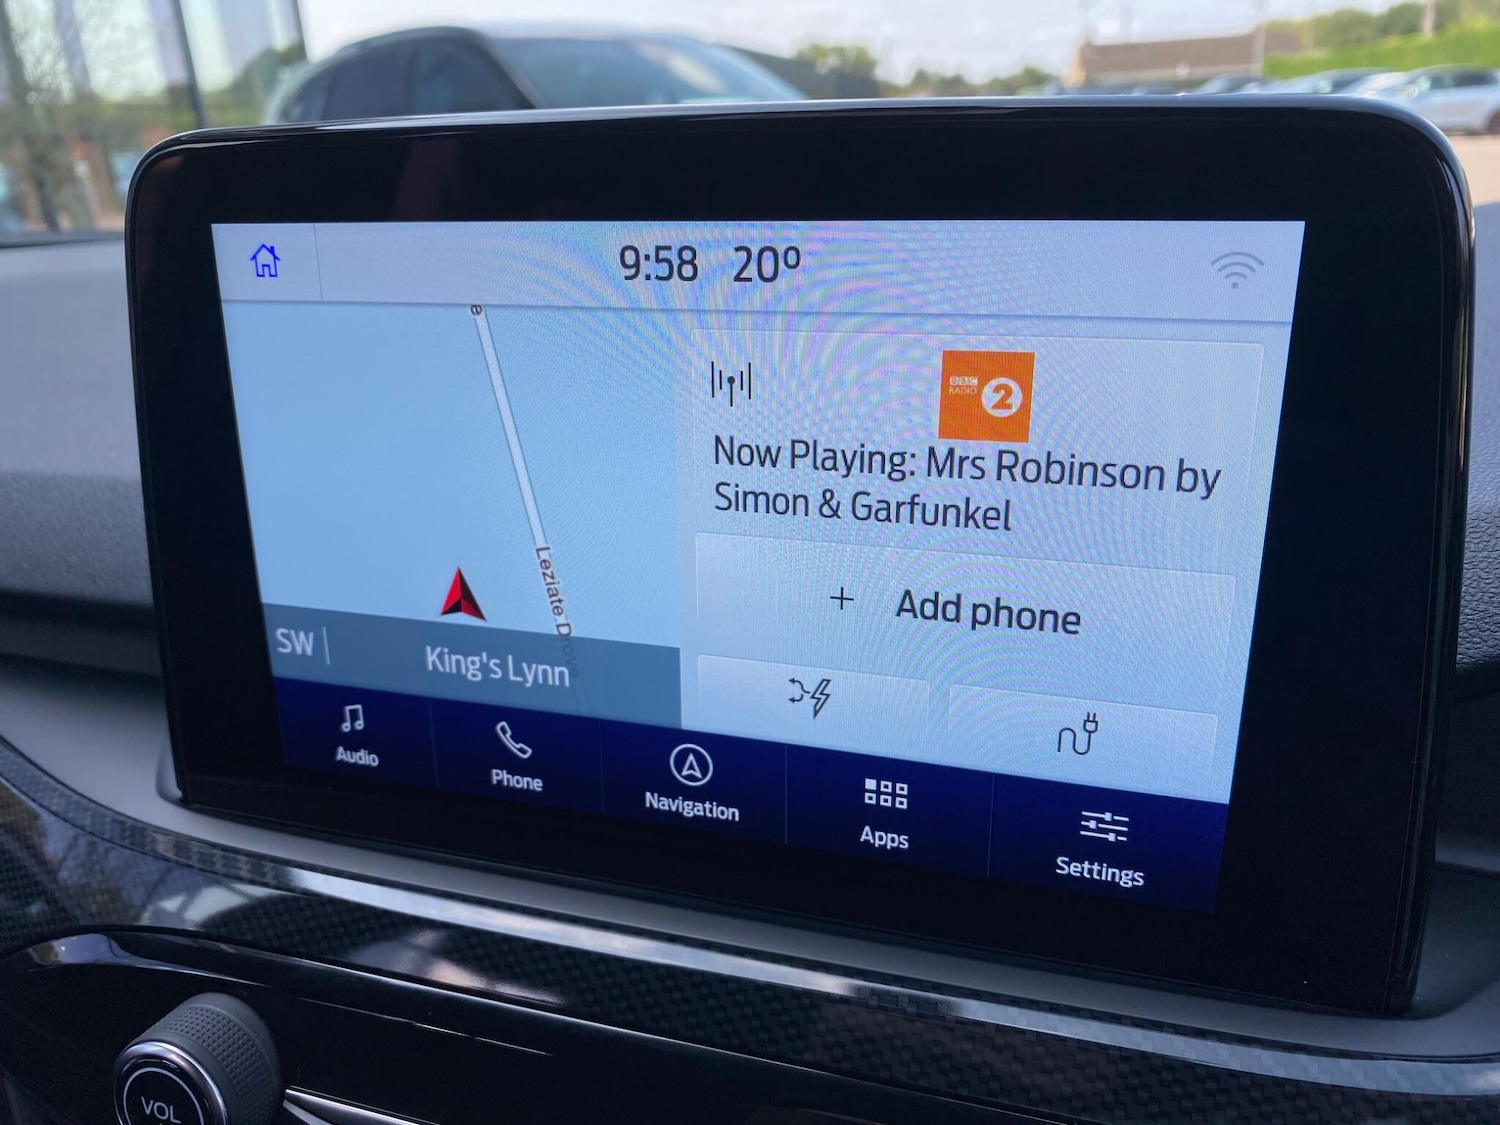 9:58 20º
e
BBC
RADIO 2
Now Playing: Mrs Robinson by
Simon & Garfunkel
Leziate Drove
+ Add phone
SW
King's Lynn
Audio
Phone
Navigation
Apps
Settings
VOL